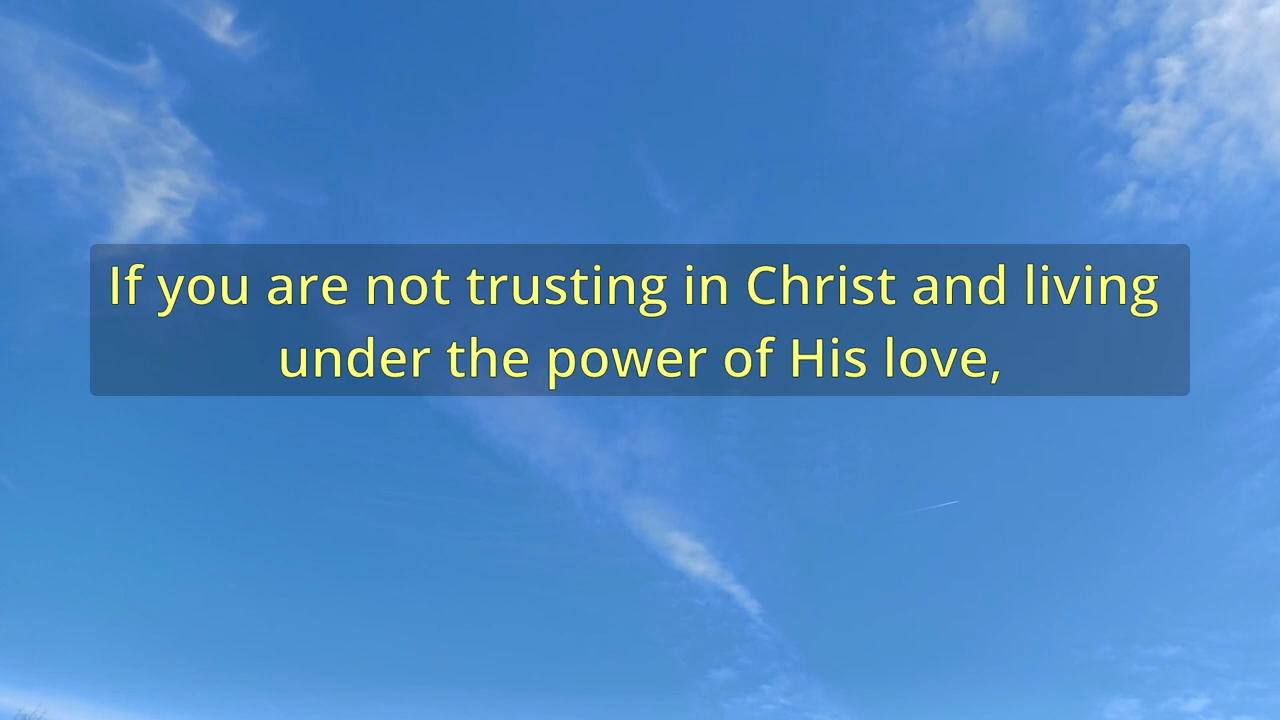 If you are not trusting in Christ and living
under the power of His love,